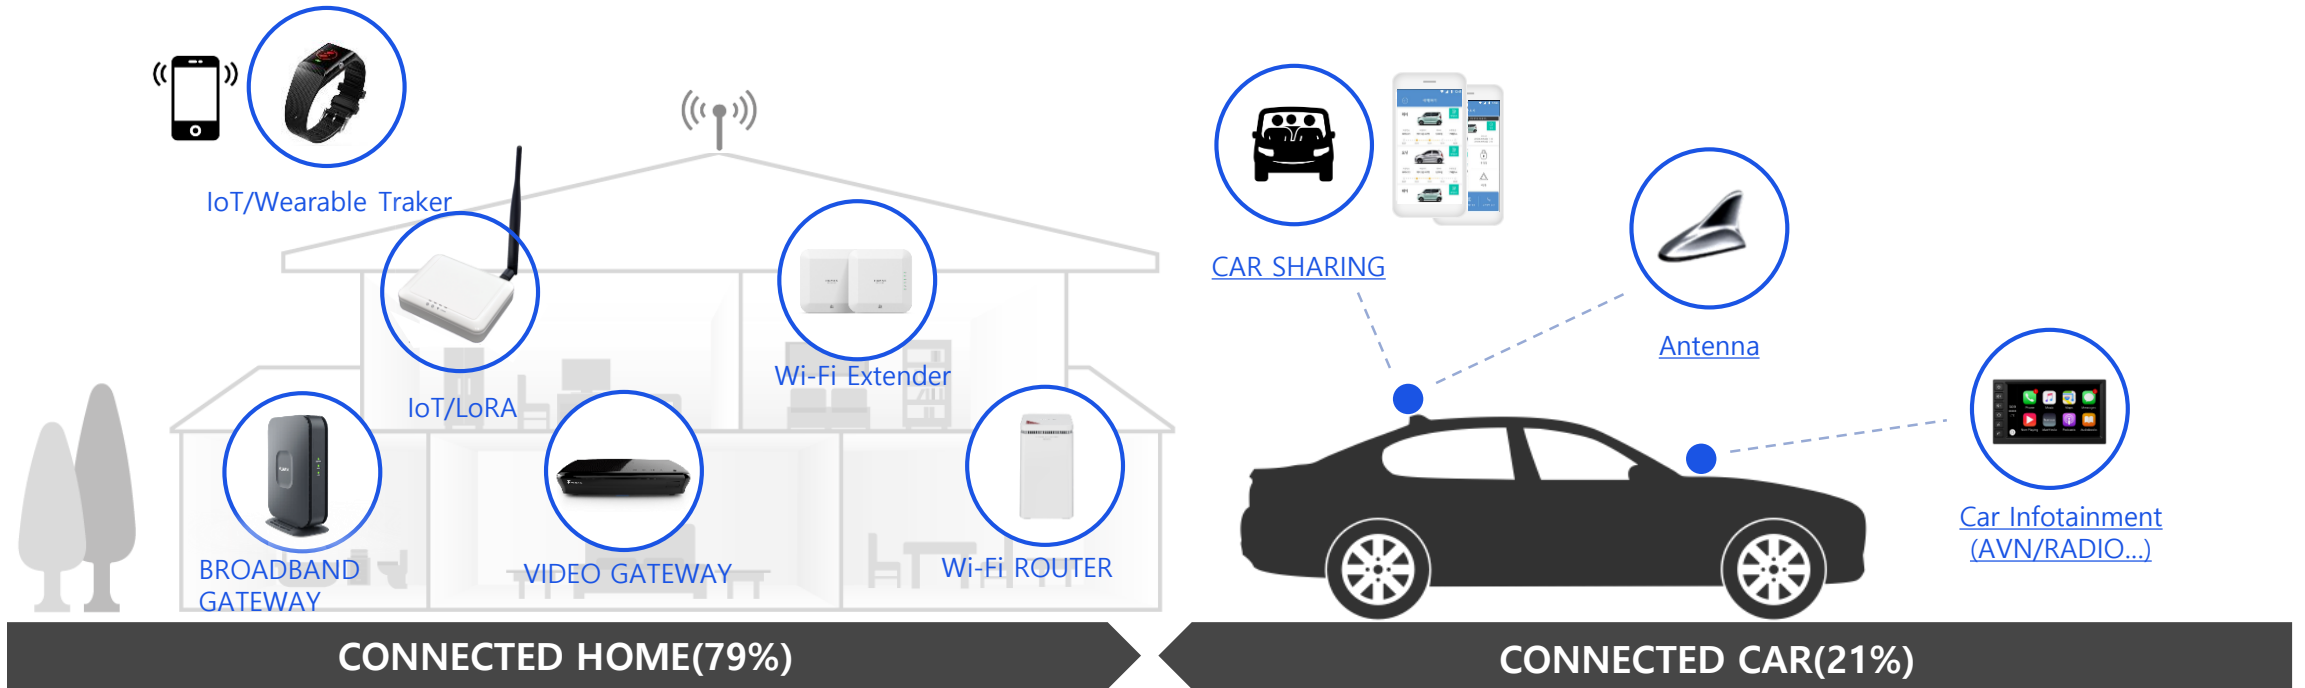 IoT/Wearable Traker
IoT/LoRA
Wi-Fi Extender
BROADBAND
GATEWAY
VIDEO GATEWAY
Wi-Fi ROUTER
CONNECTED HOME(79%)
CAR SHARING
Antenna
Car Infotainment
(AVN/RADIO...)
CONNECTED CAR(21%)